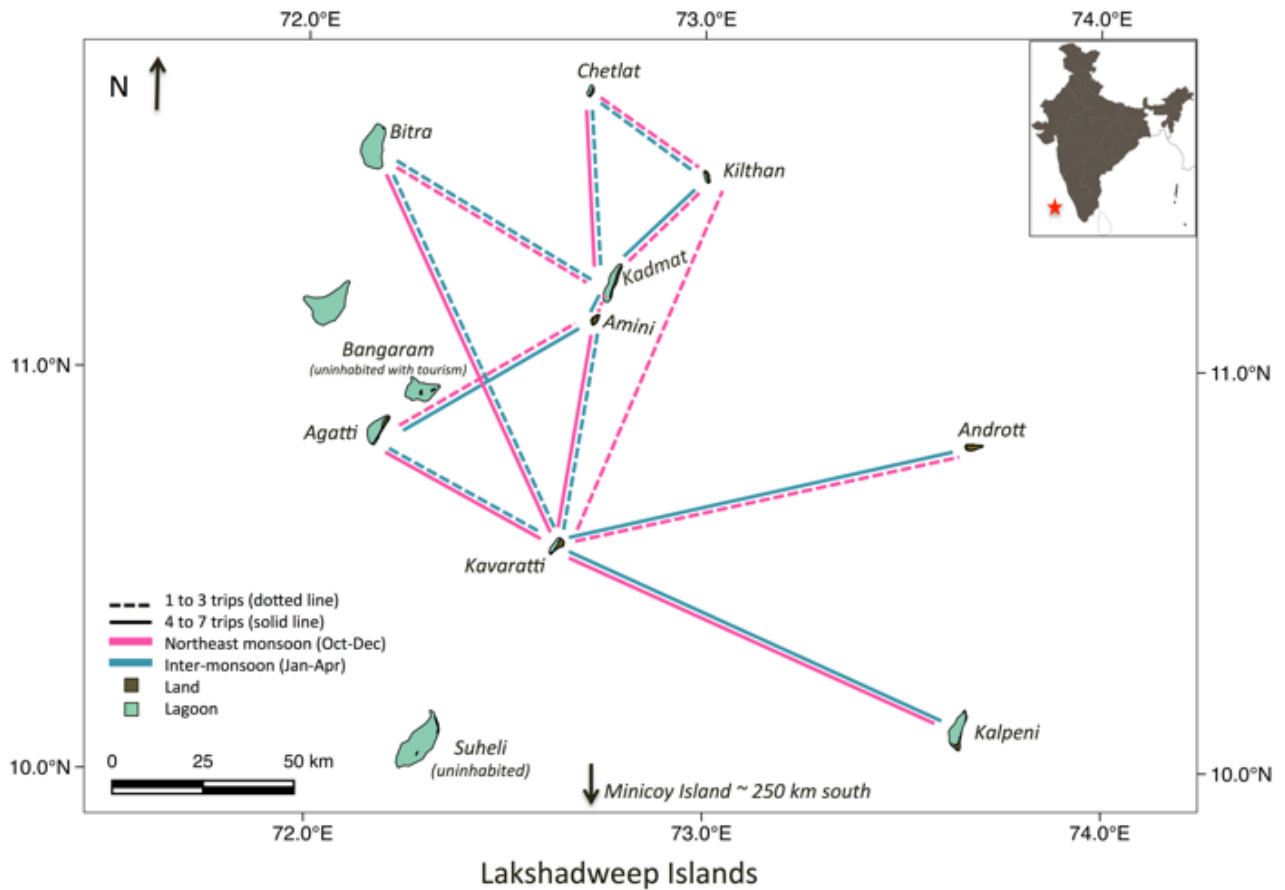 72.0°E
73.0°E
74.0°E
N
Chetlat
Bitra
Kilthan
Kadmat
Amini
11.0°N
11.0°N
Bangaram
(uninhabited with tourism)
Agatti
Andrott
Kavaratti
1 to 3 trips (dotted line)
4 to 7 trips (solid line)
Northeast monsoon (Oct-Dec)
Inter-monsoon (Jan-Apr)
Land
Lagoon
Kalpeni
Suheli
(uninhabited)
0 25 50 km
10.0°N
10.0°N
Minicoy Island ~ 250 km south
72.0°E
73.0°E
74.0°E
Lakshadweep Islands